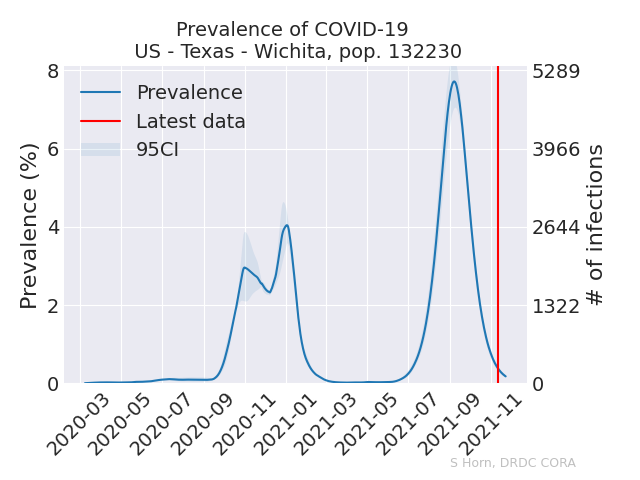 Prevalence of COVID-19
US - Texas - Wichita, pop. 132230
Prevalence
Latest data
95CI
Prevalence (%)
8
6
4
2
0
5289
3966
2644
1322
0
# of infections
2020-03
2020-05
2020-07
2020-09
2020-11
2021-01
2021-03
2021-05
2021-07
2021-09
2021-11
S Horn, DRDC CORA